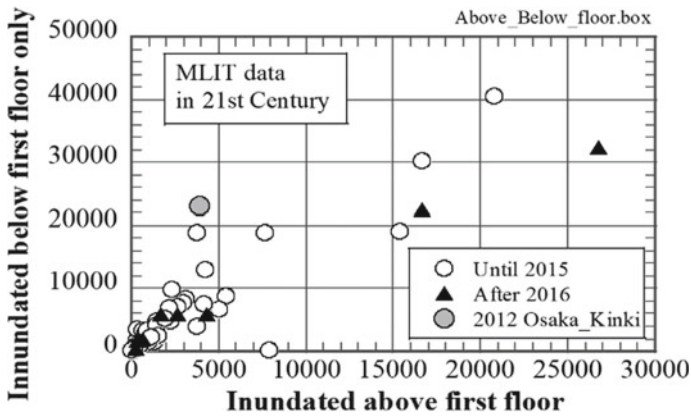 Above_Below_floor.box
50000
40000
30000
20000
10000
0
Innundated below first floor only
MLIT data
in 21st Century
Until 2015
After 2016
2012 Osaka_Kinki
0 5000 10000 15000 20000 25000 30000
Inundated above first floor